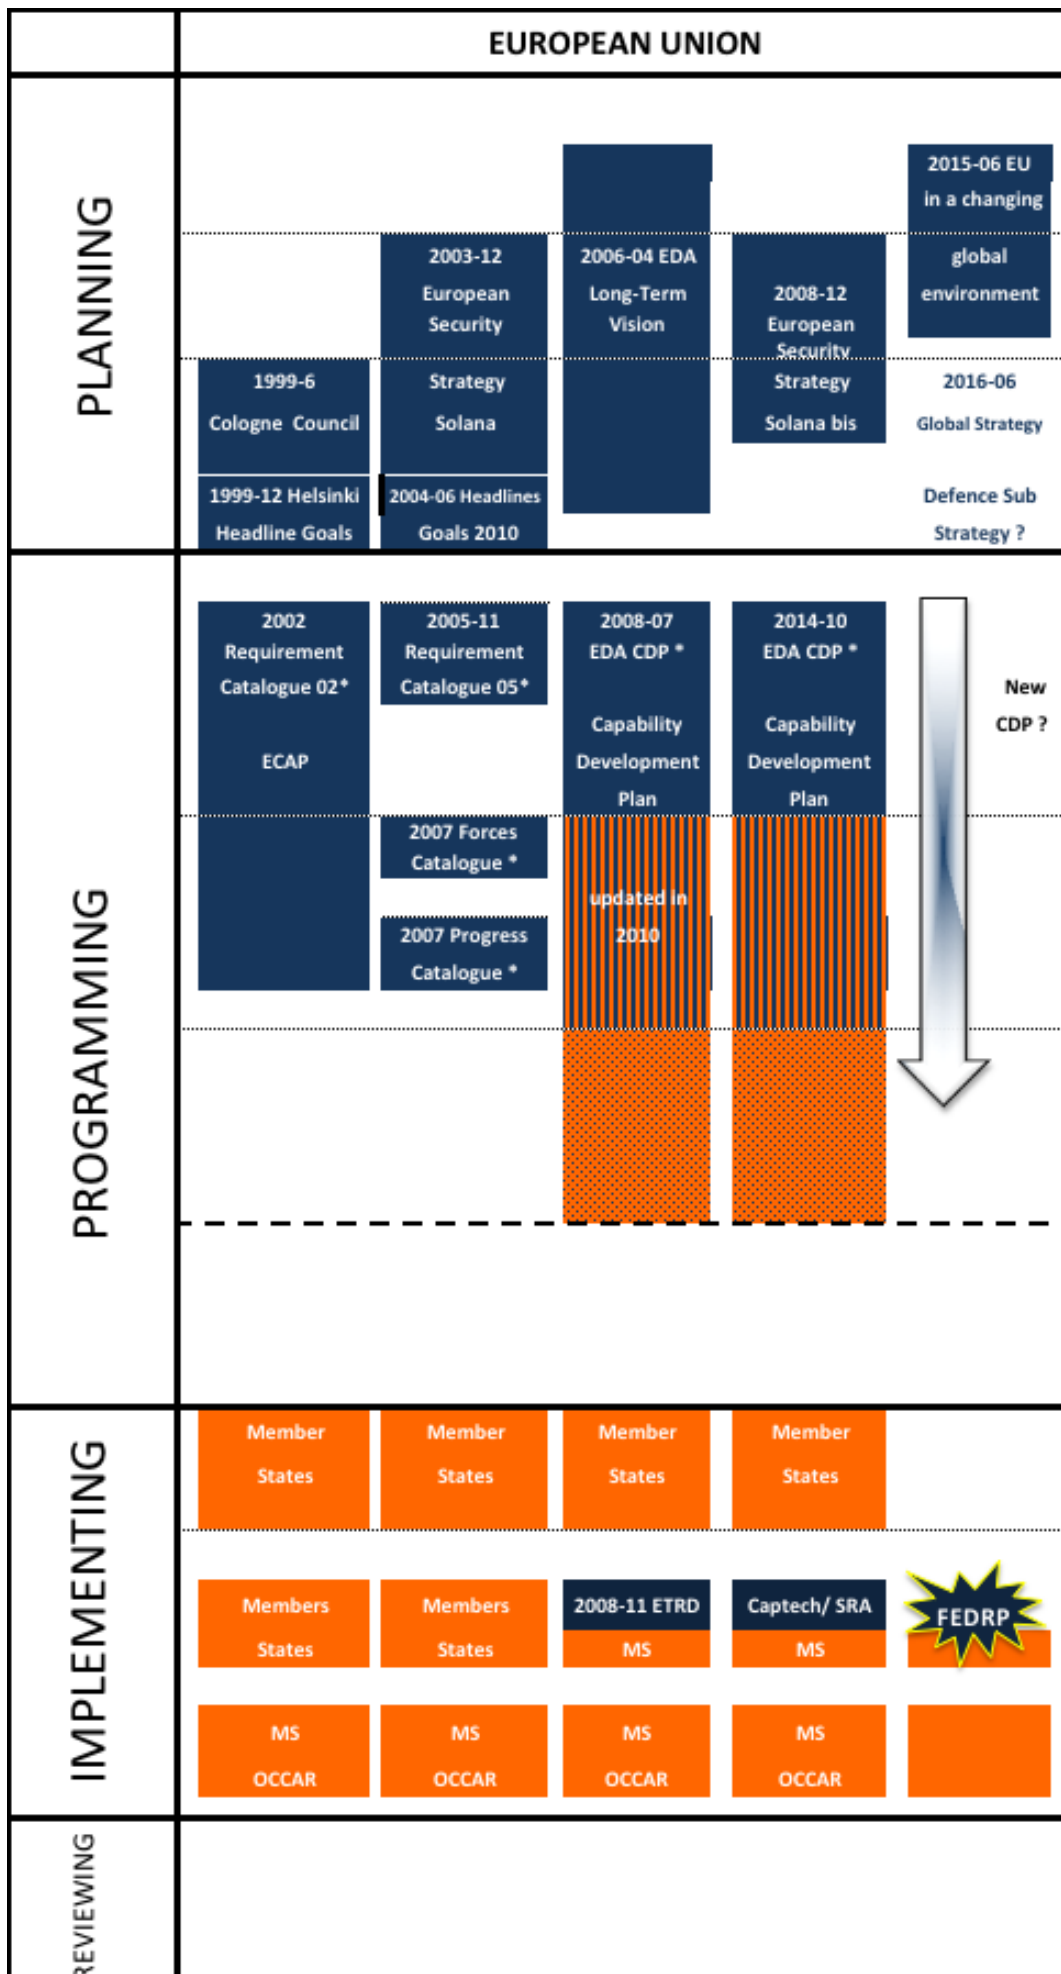 EUROPEAN UNION
PLANNING
2015-06 EU
in a changing
global
environment
2003-12
European
Security
Strategy
Solana
2006-04 EDA
Long-Term
Vision
2008-12
European
Security
Strategy
Solana bis
1999-6
Cologne Council
2016-06
Global Strategy
1999-12 Helsinki
Headline Goals
2004-06 Headlines
Goals 2010
Defence Sub
Strategy ?
PROGRAMMING
2002
Requirement
Catalogue 02*
ECAP
2005-11
Requirement
Catalogue 05*
2008-07
EDA CDP *
Capability
Development
Plan
2014-10
EDA CDP *
Capability
Development
Plan
New
CDP ?
2007 Forces
Catalogue *
updated in
2010
2007 Progress
Catalogue *
IMPLEMENTING
Member
States
Member
States
Member
States
Member
States
Members
States
Members
States
2008-11 ETRD
MS
Captech/ SRA
MS
FEDRP
MS
OCCAR
MS
OCCAR
MS
OCCAR
MS
OCCAR
REVIEWING